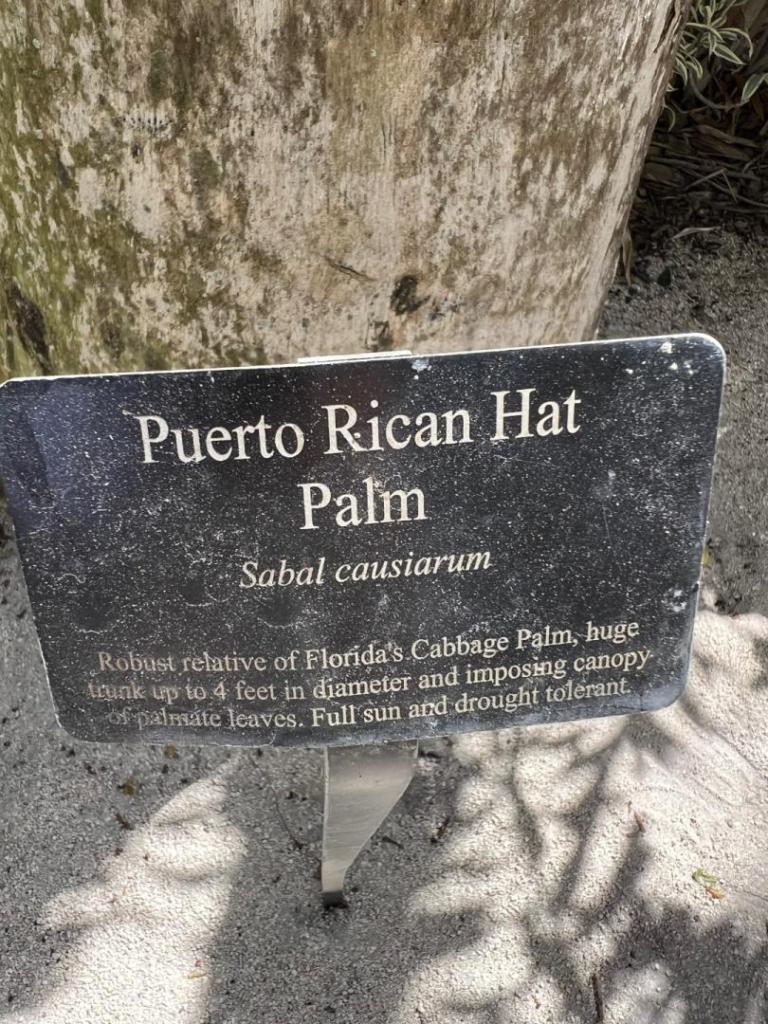 Puerto Rican Hat
Palm
Sabal causiarum
Robust relative of Florida's Cabbage Palm, huge
trunk up to 4 feet in diameter and imposing canopy
of palmate leaves. Full sun and drought tolerant.